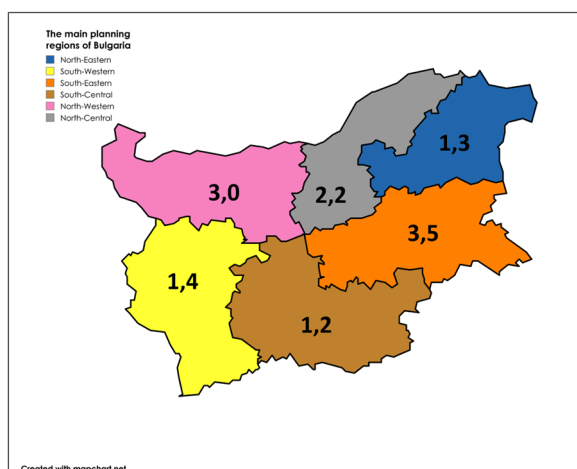 The main planning
regions of Bulgaria
North-Eastern
South-Western
South-Eastern
South-Central
North-Western
North-Central
1,3
3,0
2,2
3,5
1,4
1,2
Created with mapchart.net